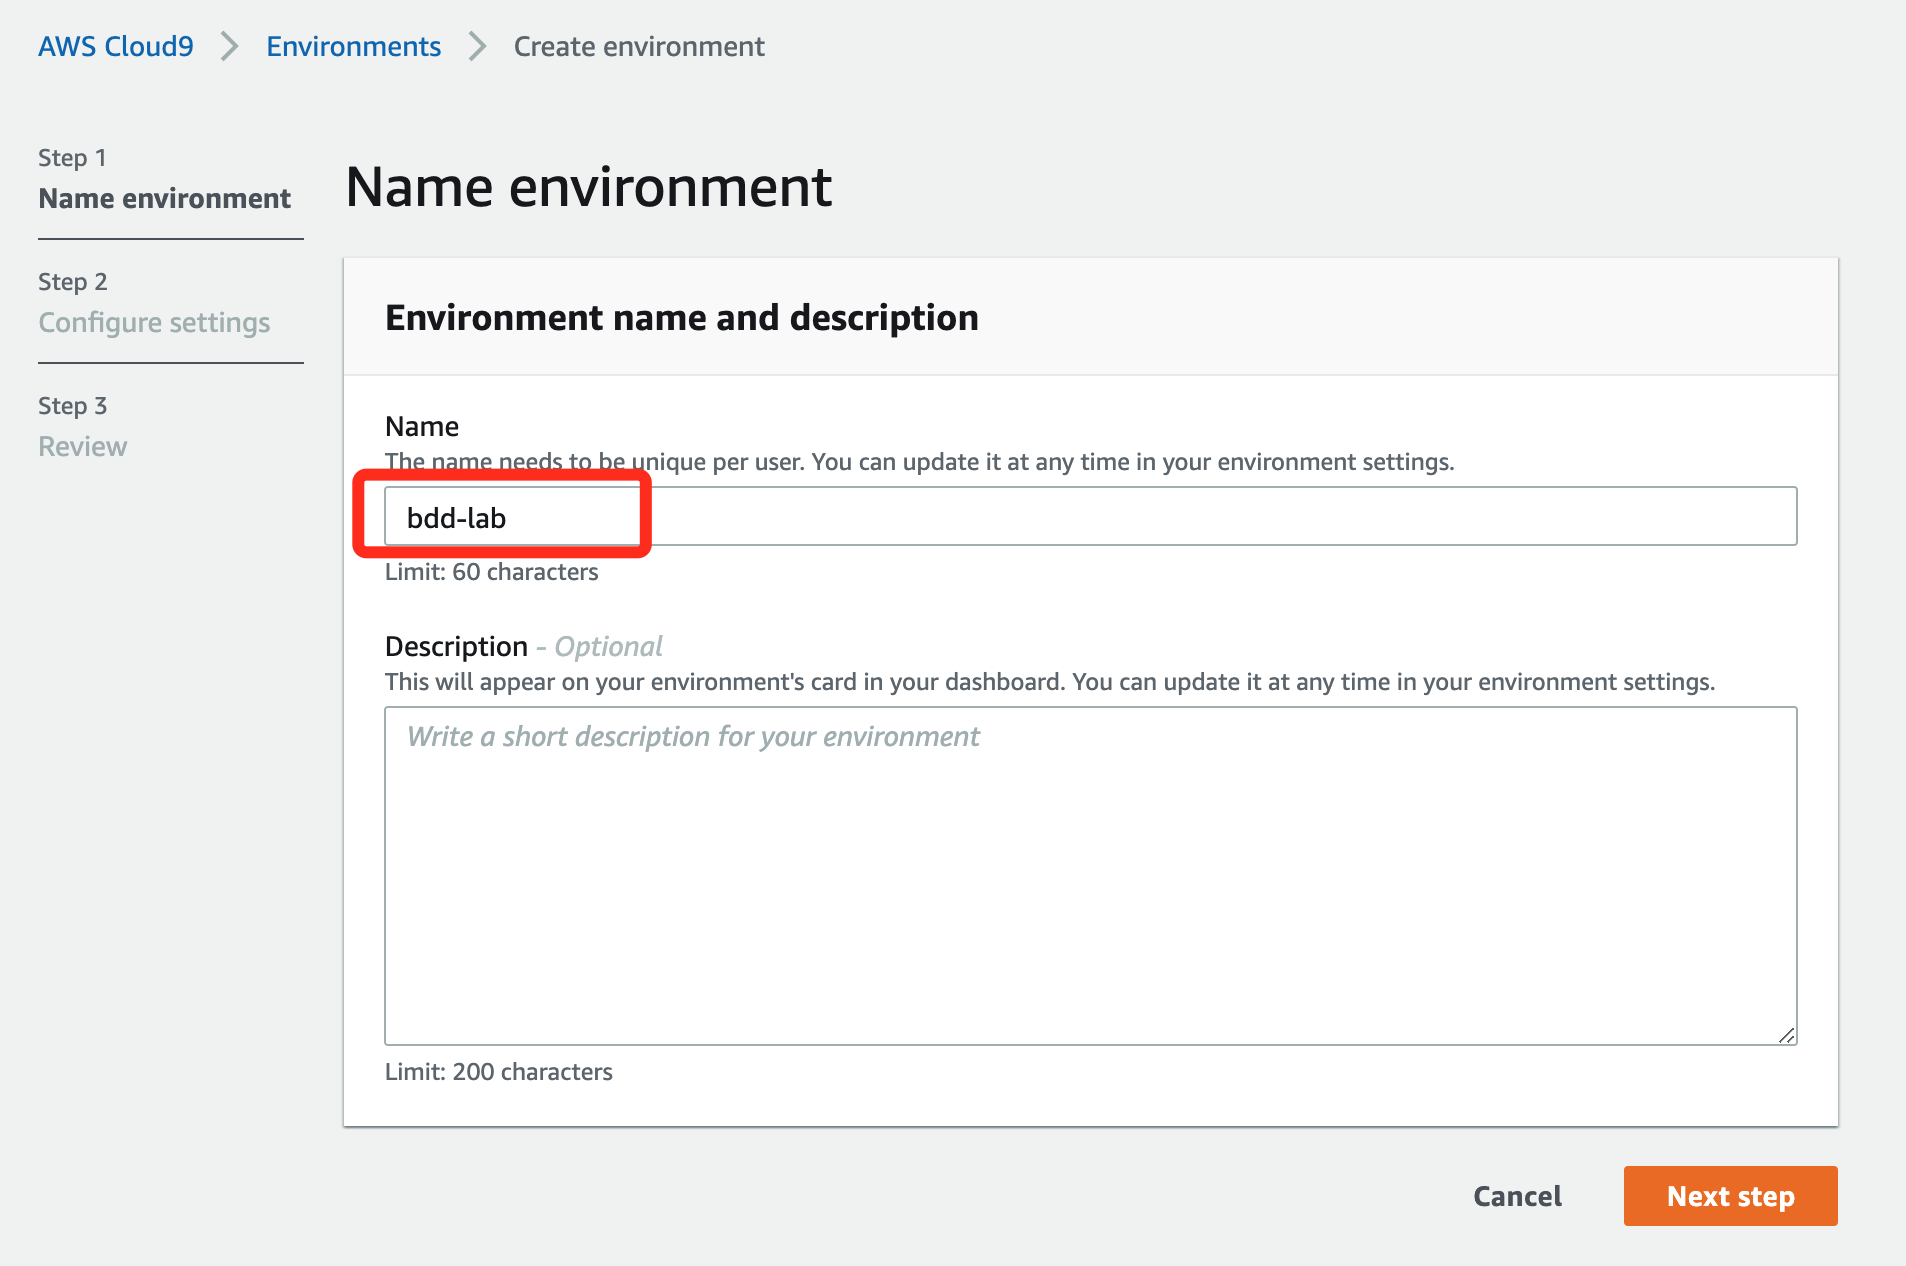 AWS Cloud9 > Environments > Create environment
Step 1
Name environment
Step 2
Configure settings
Step 3
Review
Name environment
Environment name and description
Name
The name needs to be unique per user. You can update it at any time in your environment settings.
bdd-lab
Limit: 60 characters
Description - Optional
This will appear on your environment's card in your dashboard. You can update it at any time in your environment settings.
Write a short description for your environment
Limit: 200 characters
Cancel
Next step